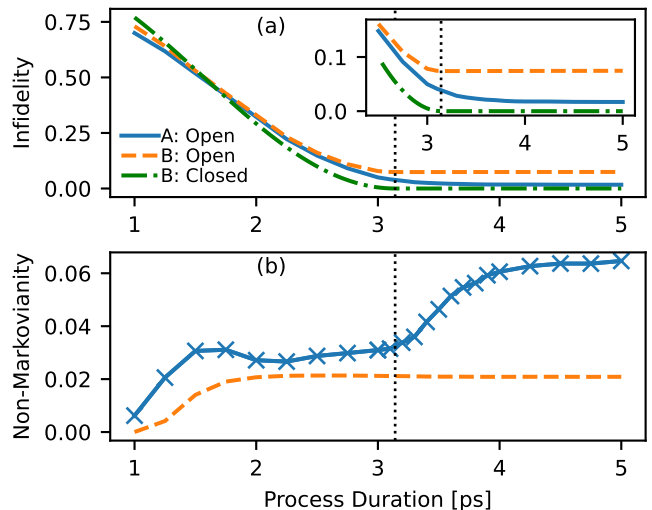 (a)
Infidelity
0.75
0.50
0.25
0.00
A: Open
B: Open
B: Closed
0.1
0.0
3
4
5
1
2
3
4
5
(b)
Non-Markovianity
0.06
0.04
0.02
0.00
1
2
3
4
5
Process Duration [ps]